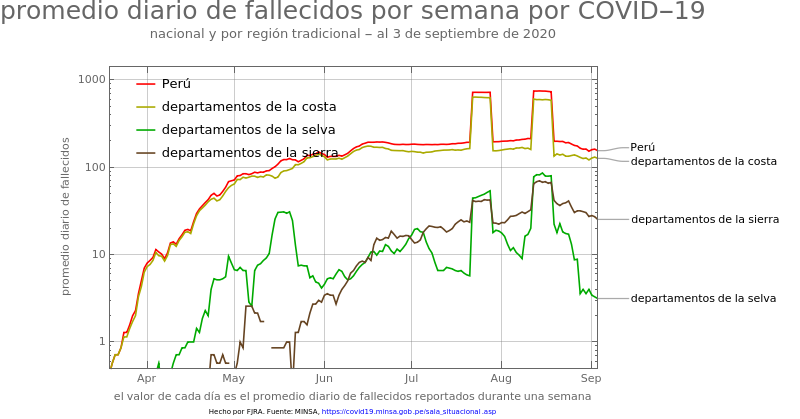 promedio diario de fallecidos por semana por COVID−19
nacional y por región tradicional − al 3 de septiembre de 2020
promedio diario de fallecidos
1000
100
10
1
Perú
departamentos de la costa
departamentos de la selva
departamentos de la sierra
Perú
departamentos de la costa
departamentos de la sierra
departamentos de la selva
Apr May Jun Jul Aug Sep
el valor de cada día es el promedio diario de fallecidos reportados durante una semana
Hecho por FJRA. Fuente: MINSA, https://covid19.minsa.gob.pe/sala_situacional.asp